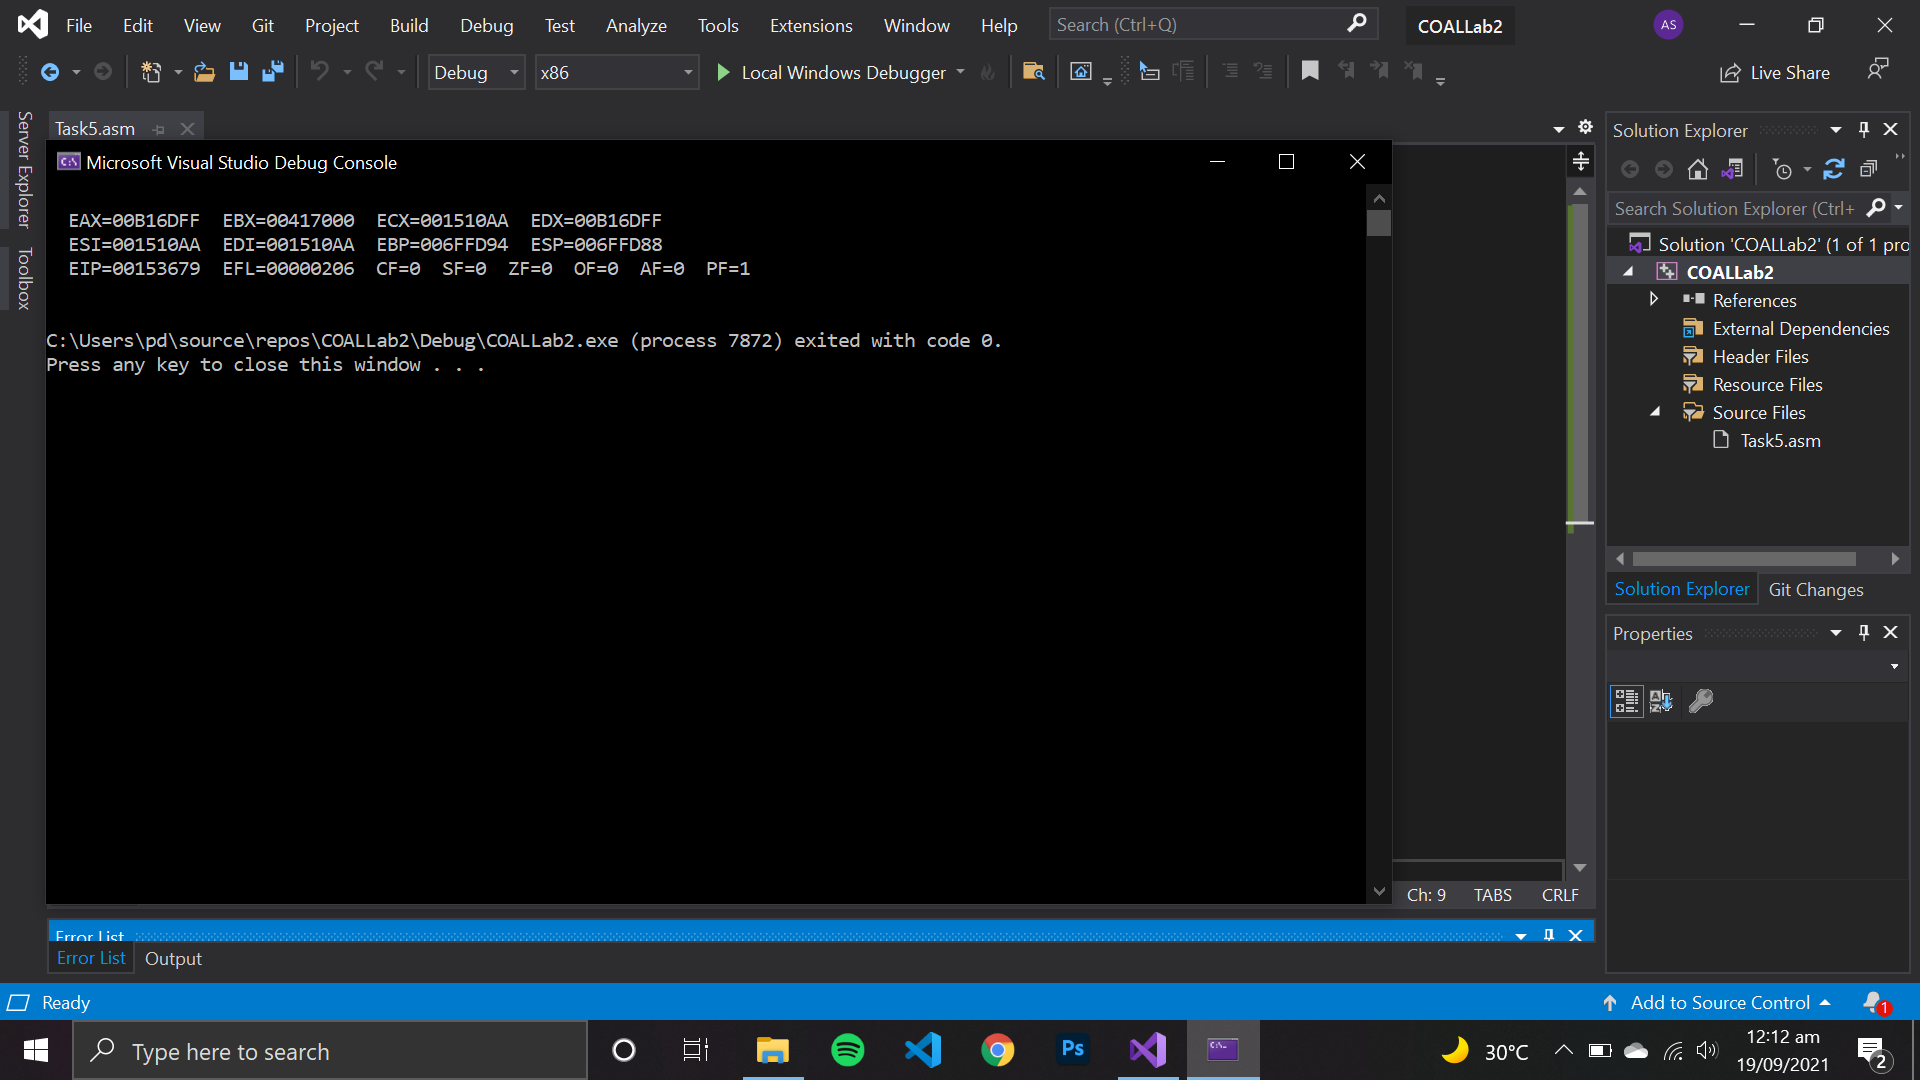 File Edit View Git Project Build Debug Test Analyze Tools Extensions Window Help Search (Ctrl+Q) COALLab2 AS
Debug x86 Local Windows Debugger Live Share
Server Explorer
Toolbox
Task5.asm
Microsoft Visual Studio Debug Console
EAX=00B16DFF EBX=00417000 ECX=001510AA EDX=00B16DFF
ESI=001510AA EDI=001510AA EBP=006FFD94 ESP=006FFD88
EIP=00153679 EFL=00000206 CF=0 SF=0 ZF=0 OF=0 AF=0 PF=1
C:\Users\pd\source\repos\COALLab2\Debug\COALLab2.exe (process 7872) exited with code 0.
Press any key to close this window . . .
Ch: 9 TABS CRLF
Solution Explorer
Search Solution Explorer (Ctrl+
Solution 'COALLab2' (1 of 1 pro
COALLab2
References
External Dependencies
Header Files
Resource Files
Source Files
Task5.asm
Solution Explorer Git Changes
Properties
Error List
Error List Output
Ready Add to Source Control 1
Type here to search Ps 30°C 12:12 am
19/09/2021 2